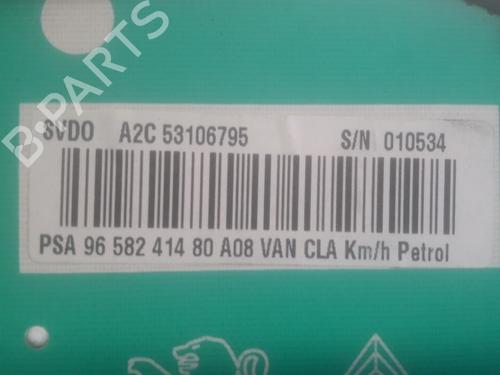 B-PARTS
SVDO A2C 53106795 S/N 010534
PSA 96 582 414 80 A08 VAN CLA Km/h Petrol